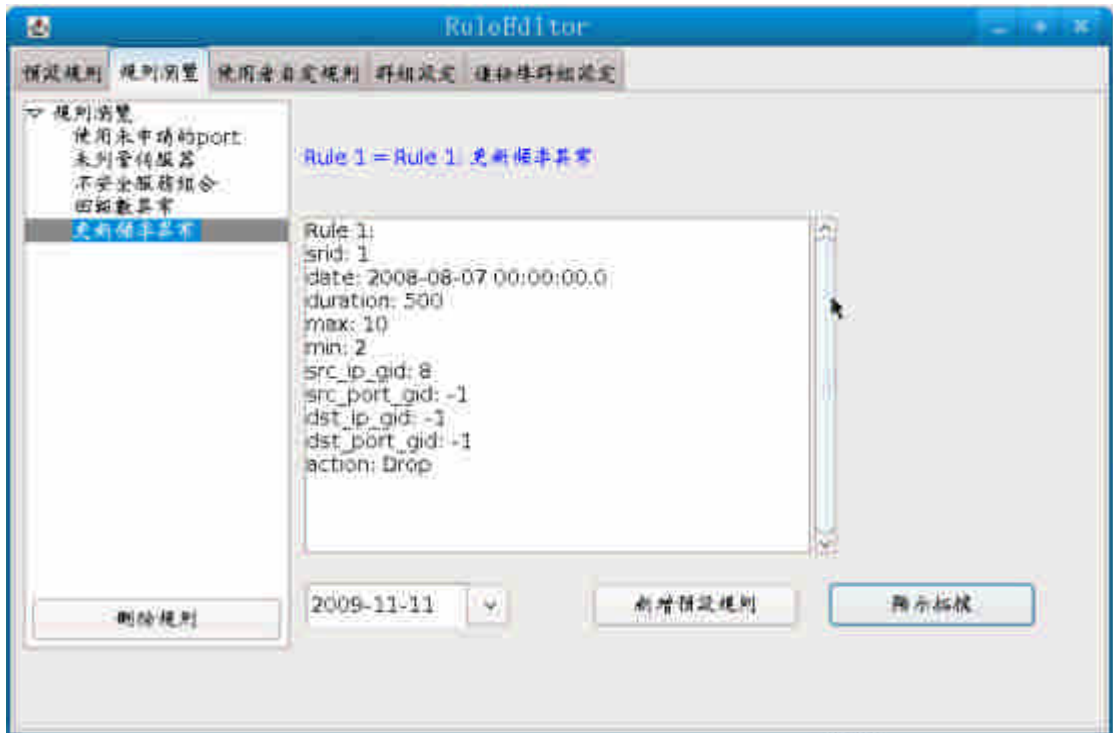 RuleEditor
預設規則 規則瀏覽 使用者自定規則 群組設定 連接埠群組設定
規則瀏覽
使用未申請的port
未列管伺服器
不安全服務組合
回報數異常
更新頻率異常
Rule 1 = Rule 1: 更新頻率異常
Rule 1:
srid: 1
date: 2008-08-07 00:00:00.0
duration: 500
max: 10
min: 2
src_ip_gid: 8
src_port_gid: -1
dst_ip_gid: -1
dst_port_gid: -1
action: Drop
刪除規則
2009-11-11
新增預設規則